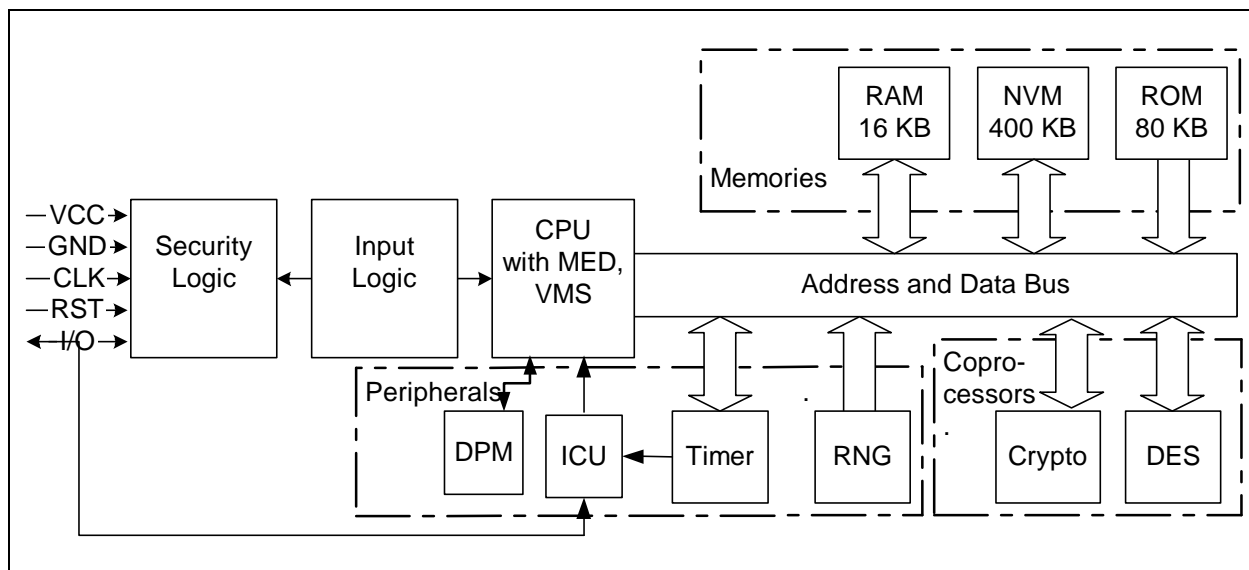 RAM
16 KB
NVM
400 KB
ROM
80 KB
Memories
VCC
GND
CLK
RST
I/O
Security
Logic
Input
Logic
CPU
with MED,
VMS
Address and Data Bus
Peripherals
Copro-
cessors
DPM
ICU
Timer
RNG
Crypto
DES